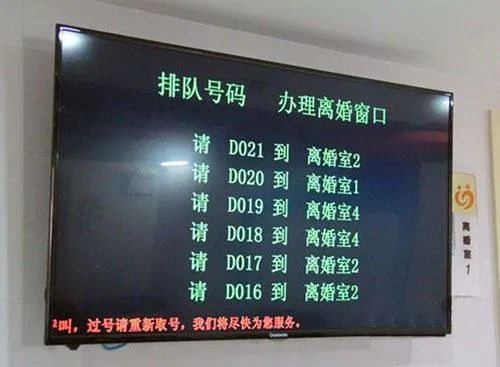 排队号码 办理离婚窗口
请 D021 到 离婚室2
请 D020 到 离婚室1
请 D019 到 离婚室4
请 D018 到 离婚室4
请 D017 到 离婚室2
请 D016 到 离婚室2
叫，过号请重新取号，我们将尽快为您服务。
离婚室1